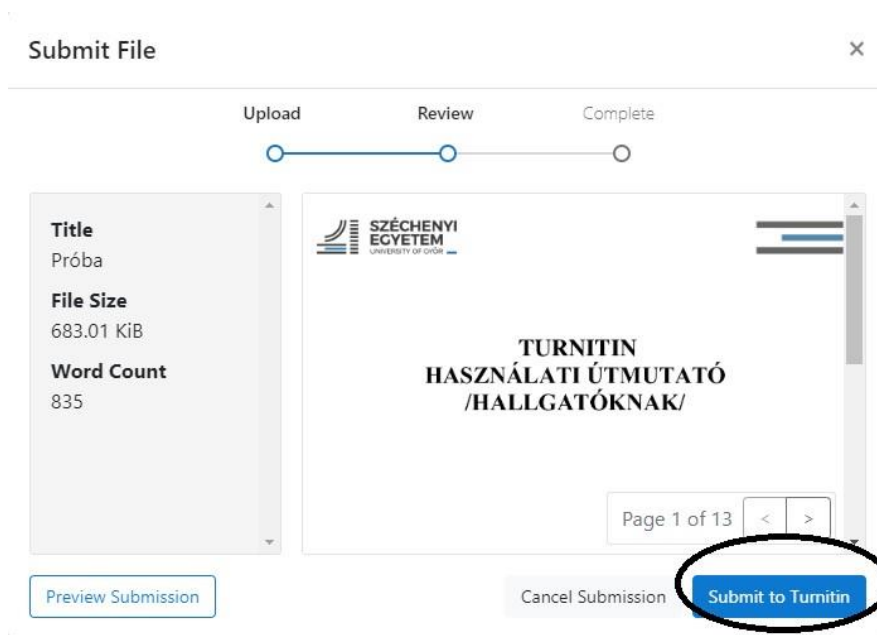 Submit File
×
Upload
Review
Complete
Title
Próba
File Size
683.01 KiB
Word Count
835
SZÉCHENYI
EGYETEM
UNIVERSITY OF GYŐR
TURNITIN
HASZNÁLATI ÚTMUTATÓ
/HALLGATÓKNAK/
Page 1 of 13 < >
Preview Submission
Cancel Submission
Submit to Turnitin